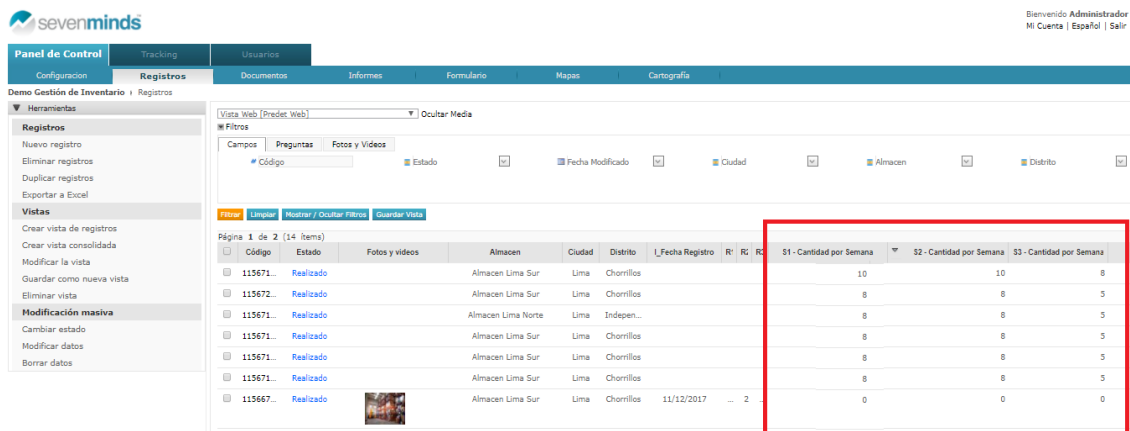 sevenminds
Bienvenido Administrador
Mi Cuenta | Español | Salir
Panel de Control Tracking Usuarios
Configuracion Registros Documentos Informes Formulario Mapas Cartografía
Demo Gestión de Inventario Registros
Herramientas
Registros
Nuevo registro
Eliminar registros
Duplicar registros
Exportar a Excel
Vistas
Crear vista de registros
Crear vista consolidada
Modificar la vista
Guardar como nueva vista
Eliminar vista
Modificación masiva
Cambiar estado
Modificar datos
Borrar datos
Vista Web [Predet Web] Ocultar Media
Filtros
Campos Preguntas Fotos y Videos
Código Estado Fecha Modificado Ciudad Almacen Distrito
Filtrar Limpiar Mostrar / Ocultar Filtros Guardar Vista
Página 1 de 2 (14 ítems)
Código Estado Fotos y videos Almacen Ciudad Distrito I_Fecha Registro S1 - Cantidad por Semana S2 - Cantidad por Semana S3 - Cantidad por Semana
115671... Realizado Almacen Lima Sur Lima Chorrillos 10 10 8
115672... Realizado Almacen Lima Sur Lima Chorrillos 8 8 5
115671... Realizado Almacen Lima Norte Lima Indepen... 8 8 5
115671... Realizado Almacen Lima Sur Lima Chorrillos 8 8 5
115671... Realizado Almacen Lima Sur Lima Chorrillos 8 8 5
115671... Realizado Almacen Lima Sur Lima Chorrillos 8 8 5
115667... Realizado Almacen Lima Sur Lima Chorrillos 11/12/2017 ... 2 ... 0 0 0